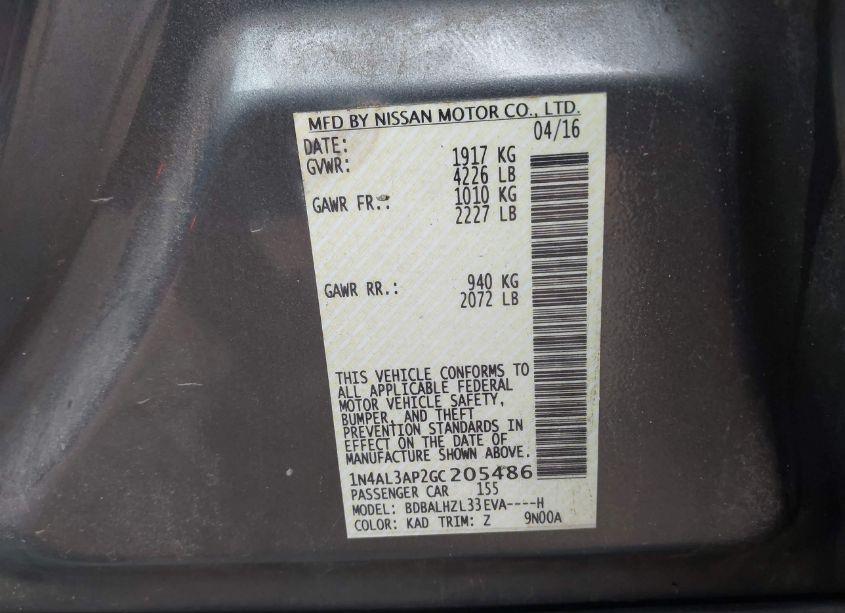 MFD BY NISSAN MOTOR CO., LTD.
DATE: 04/16
GVWR: 1917 KG
4226 LB
GAWR FR.: 1010 KG
2227 LB
GAWR RR.: 940 KG
2072 LB
THIS VEHICLE CONFORMS TO
ALL APPLICABLE FEDERAL
MOTOR VEHICLE SAFETY,
BUMPER, AND THEFT
PREVENTION STANDARDS IN
EFFECT ON THE DATE OF
MANUFACTURE SHOWN ABOVE.
1N4AL3AP2GC205486
PASSENGER CAR 155
MODEL: BDBALHZL33EVA----H
COLOR: KAD TRIM: Z 9N00A